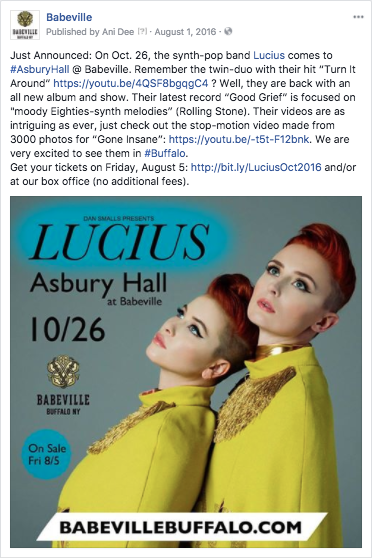 Babeville
Published by Ani Dee [?] · August 1, 2016 ·
Just Announced: On Oct. 26, the synth-pop band Lucius comes to
#AsburyHall @ Babeville. Remember the twin-duo with their hit “Turn It
Around“ https://youtu.be/4QSF8bgqgC4 ? Well, they are back with an
all new album and show. Their latest record “Good Grief“ is focused on
"moody Eighties-synth melodies” (Rolling Stone). Their videos are as
intriguing as ever, just check out the stop-motion video made from
3000 photos for “Gone Insane“: https://youtu.be/-t5t-F12bnk. We are
very excited to see them in #Buffalo.
Get your tickets on Friday, August 5: http://bit.ly/LuciusOct2016 and/or
at our box office (no additional fees).
DAN SMALLS PRESENTS
LUCIUS
Asbury Hall
at Babeville
10/26
BABEVILLE
BUFFALO NY
On Sale
Fri 8/5
BABEVILLEBUFFALO.COM